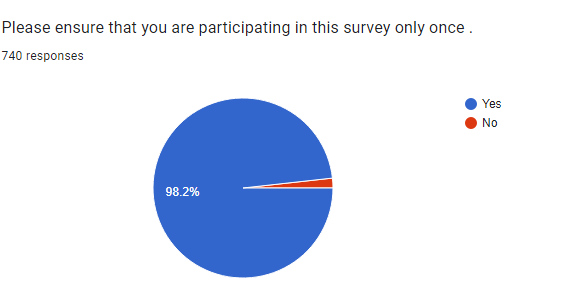 Please ensure that you are participating in this survey only once .
740 responses
Yes
No
98.2%